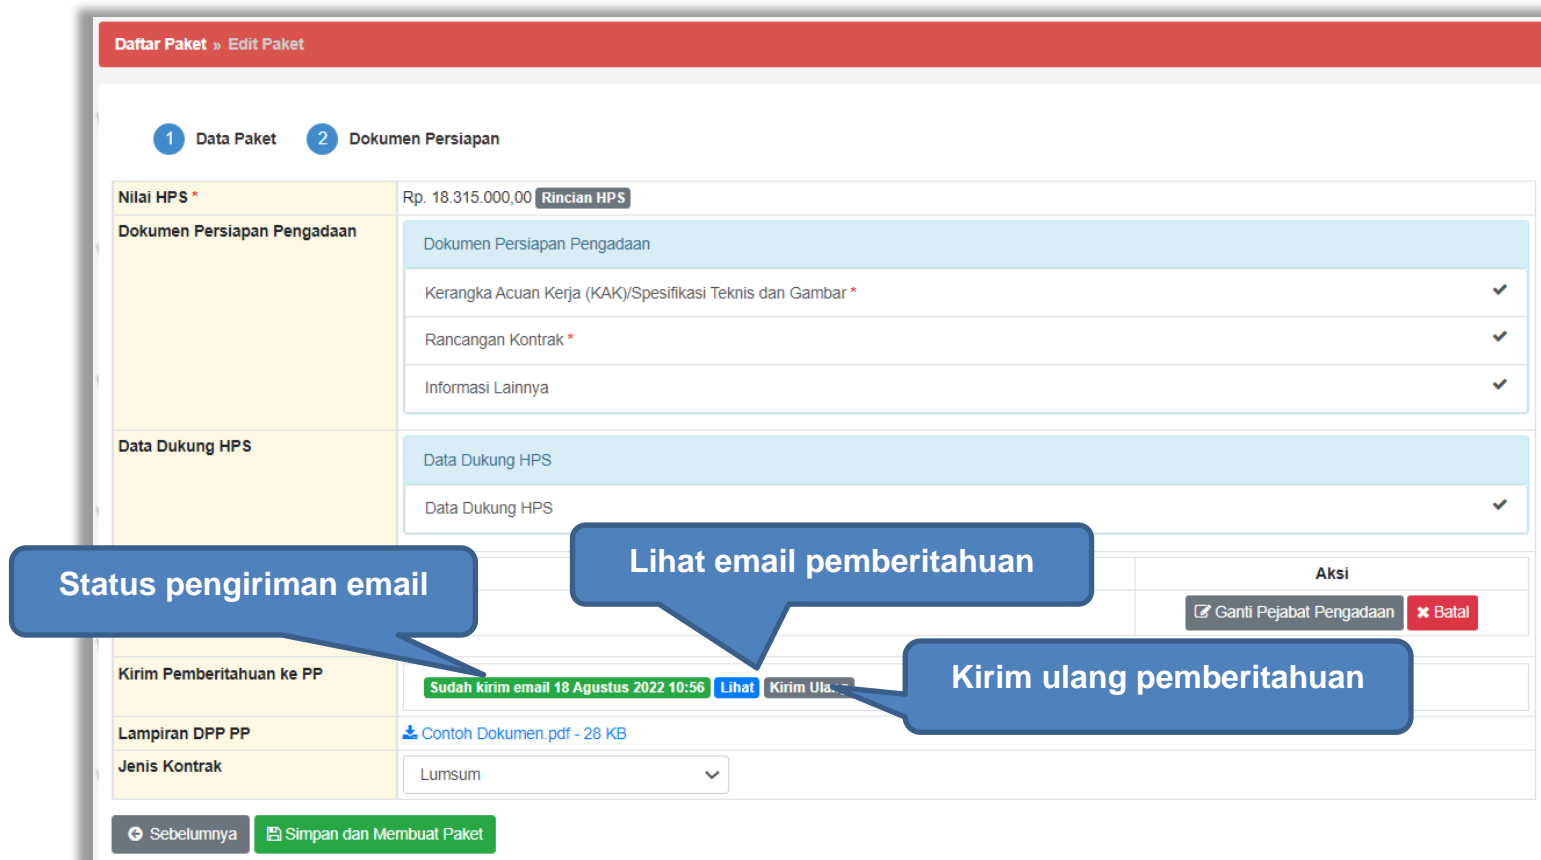 Daftar Paket » Edit Paket
1 Data Paket 2 Dokumen Persiapan
Nilai HPS * Rp. 18.315.000,00 Rincian HPS
Dokumen Persiapan Pengadaan
Dokumen Persiapan Pengadaan
Kerangka Acuan Kerja (KAK)/Spesifikasi Teknis dan Gambar *
Rancangan Kontrak *
Informasi Lainnya
Data Dukung HPS
Data Dukung HPS
Data Dukung HPS
Status pengiriman email
Lihat email pemberitahuan
Aksi
Ganti Pejabat Pengadaan Batal
Kirim Pemberitahuan ke PP
Sudah kirim email 18 Agustus 2022 10:56 Lihat Kirim Ulang
Kirim ulang pemberitahuan
Lampiran DPP PP Contoh Dokumen.pdf - 28 KB
Jenis Kontrak Lumsum
Sebelumnya Simpan dan Membuat Paket